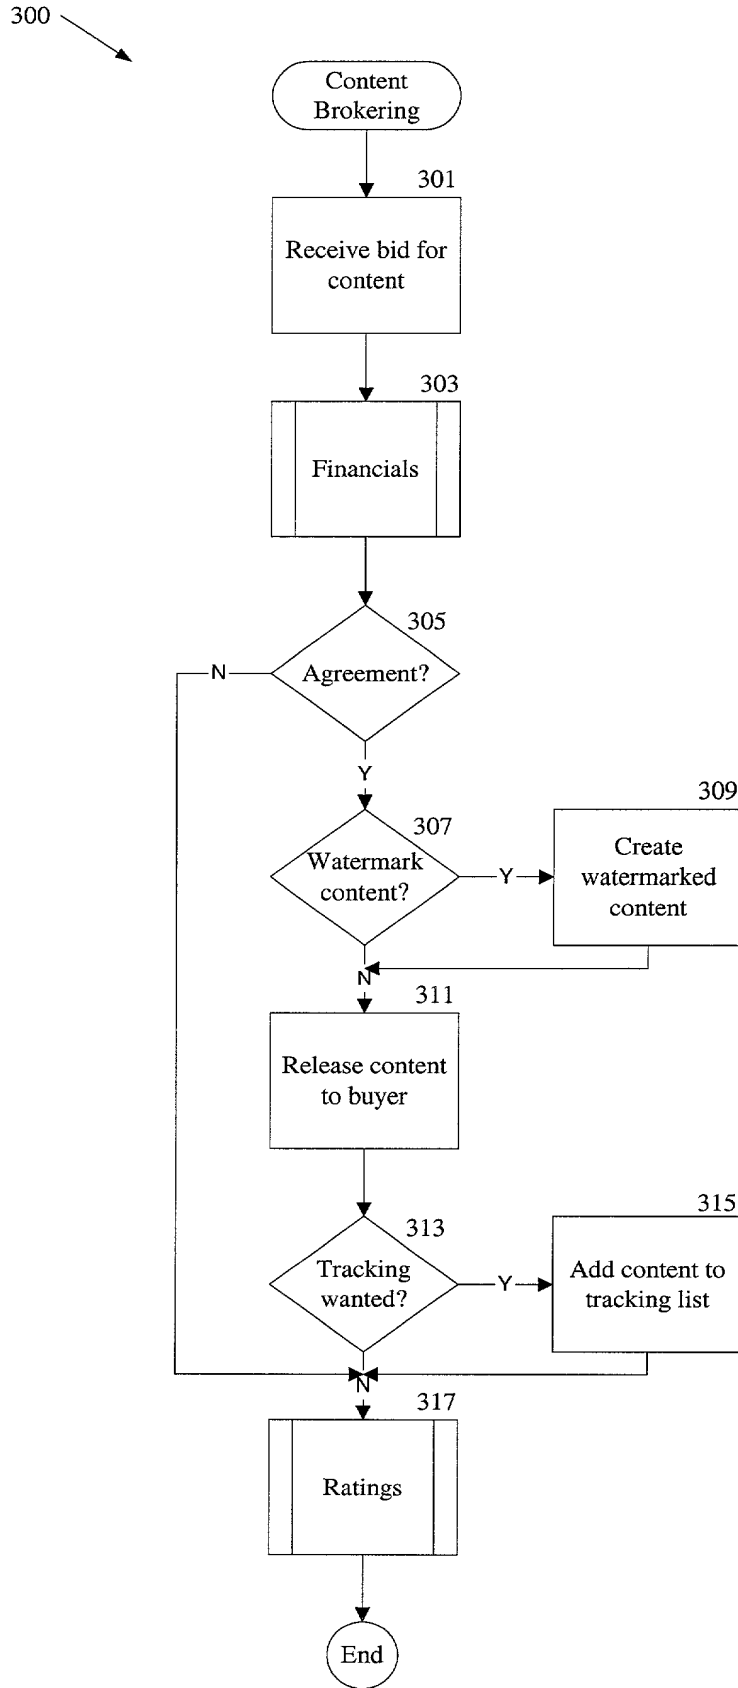 300
Content
Brokering
301
Receive bid for
content
303
Financials
305
N
Agreement?
Y
307
309
Watermark
content?
Y
Create
watermarked
content
N
311
Release content
to buyer
313
315
Tracking
wanted?
Y
Add content to
tracking list
N
317
Ratings
End